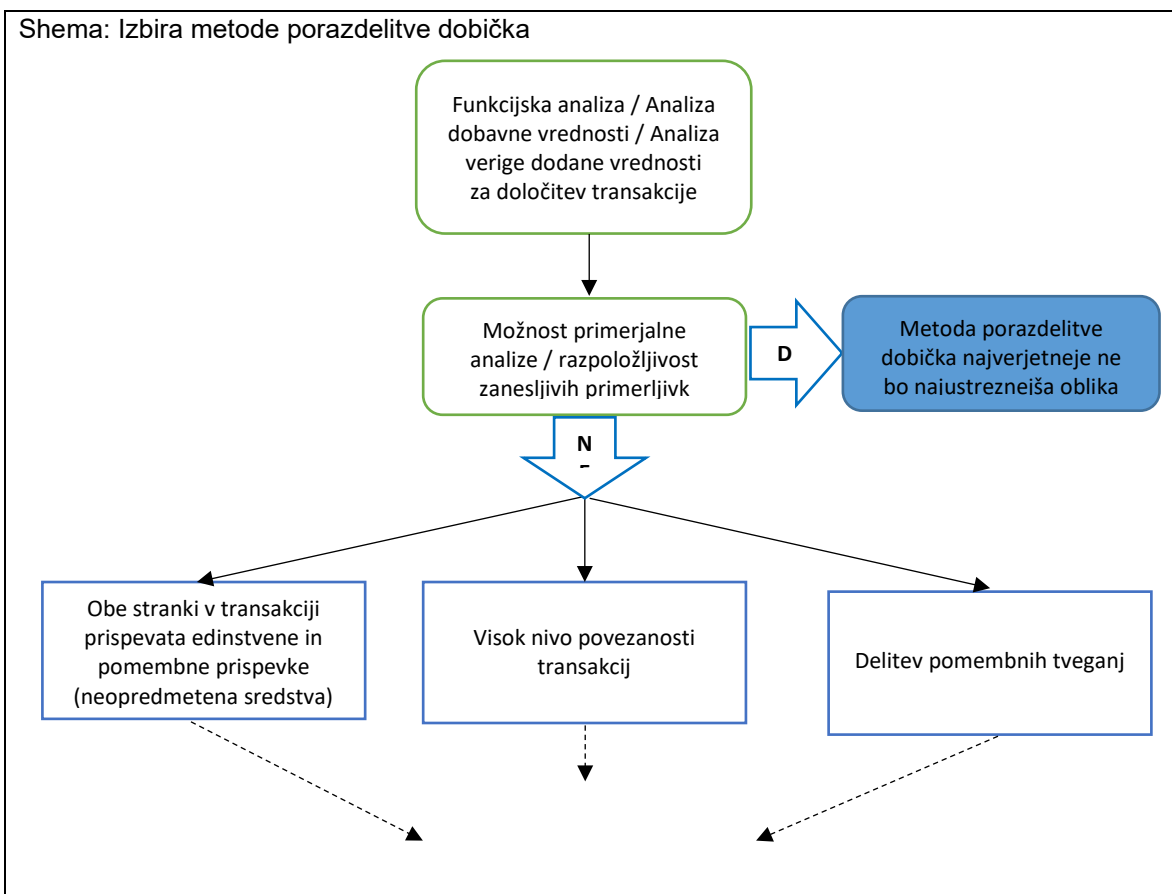 Shema: Izbira metode porazdelitve dobička
Funkcijska analiza / Analiza
dobavne vrednosti / Analiza
verige dodane vrednosti
za določitev transakcije
Možnost primerjalne
analize / razpoložljivost
zanesljivih primerljivk
D
Metoda porazdelitve
dobička najverjetneje ne
bo najustreznejša oblika
N
Obe stranki v transakciji
prispevata edinstvene in
pomembne prispevke
(neopredmetena sredstva)
Visok nivo povezanosti
transakcij
Delitev pomembnih tveganj